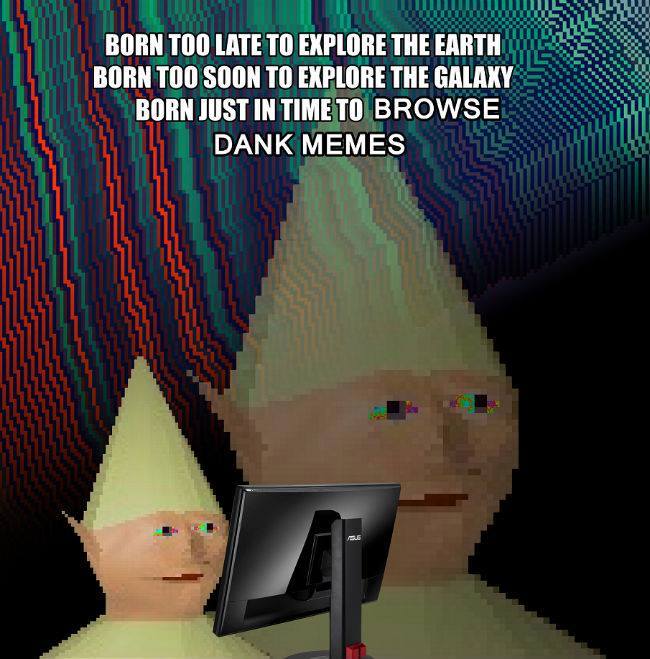 BORN TOO LATE TO EXPLORE THE EARTH
BORN TOO SOON TO EXPLORE THE GALAXY
BORN JUST IN TIME TO BROWSE
DANK MEMES
ASUS